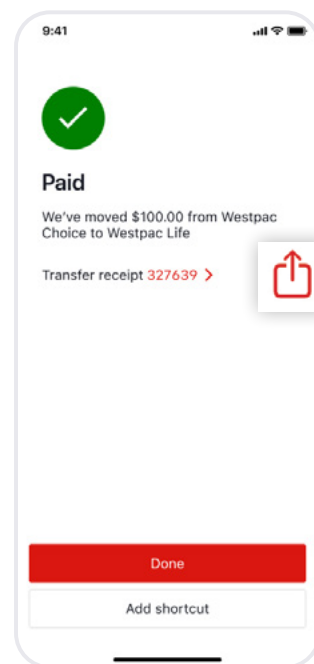 9:41
Paid
We've moved $100.00 from Westpac
Choice to Westpac Life
Transfer receipt 327639 >
Done
Add shortcut